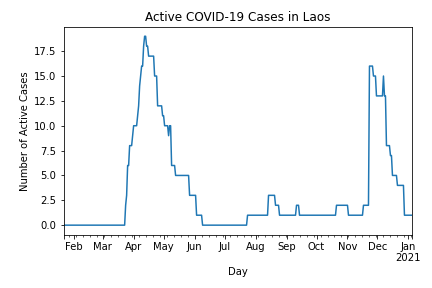 Active COVID-19 Cases in Laos
Number of Active Cases
17.5
15.0
12.5
10.0
7.5
5.0
2.5
0.0
Feb Mar Apr May Jun Jul Aug Sep Oct Nov Dec Jan
2021
Day